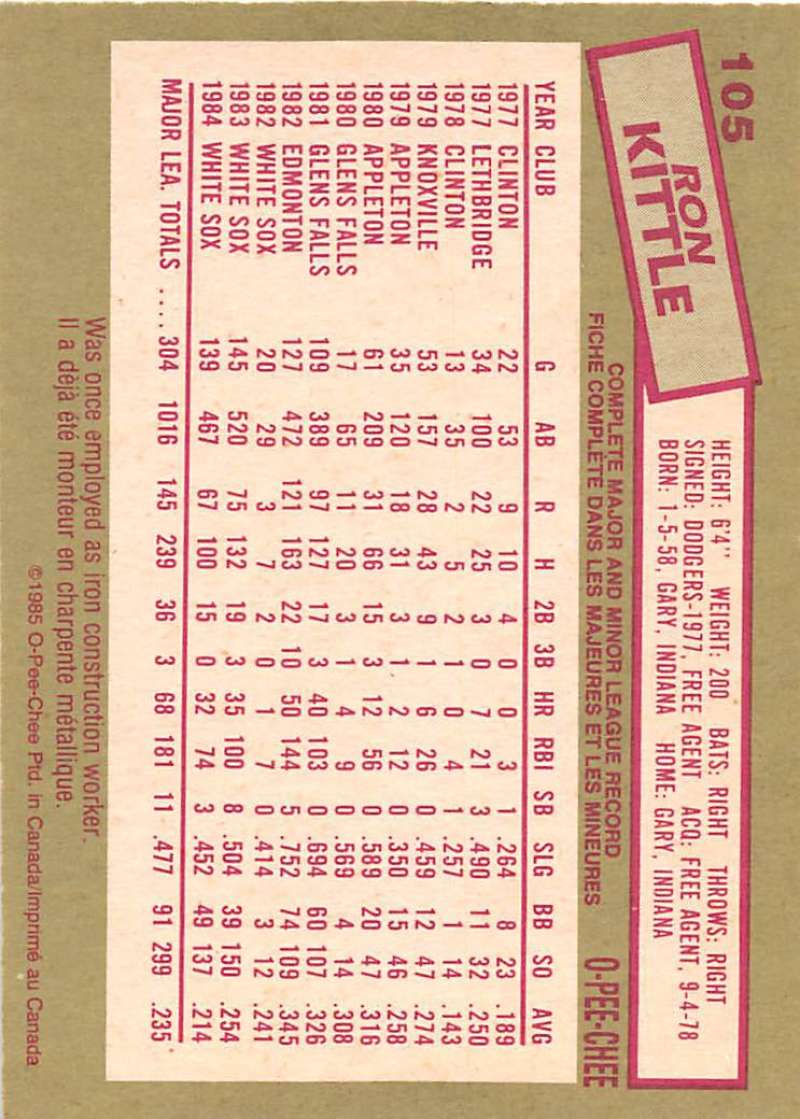 105
RON
KITTLE
HEIGHT: 6'4" WEIGHT: 200 BATS: RIGHT THROWS: RIGHT
SIGNED: DODGERS-1977, FREE AGENT ACQ: FREE AGENT, 9-4-78
BORN: 1-5-58, GARY, INDIANA HOME: GARY, INDIANA
COMPLETE MAJOR AND MINOR LEAGUE RECORD
FICHE COMPLÈTE DANS LES MAJEURES ET LES MINEURES O-PEE-CHEE
YEAR CLUB G AB R H 2B 3B HR RBI SB SLG BB SO AVG
1977 CLINTON 22 53 9 10 4 0 0 3 1 .264 8 23 .189
1977 LETHBRIDGE 34 100 22 25 3 0 7 21 3 .490 11 32 .250
1978 CLINTON 13 35 2 5 2 1 0 4 1 .257 1 14 .143
1979 KNOXVILLE 53 157 28 43 9 1 6 26 0 .459 12 47 .274
1979 APPLETON 35 120 18 31 3 1 2 12 0 .350 15 46 .258
1980 APPLETON 61 209 31 66 15 3 12 56 0 .589 20 47 .316
1980 GLENS FALLS 17 65 11 20 3 1 4 9 0 .569 4 14 .308
1981 GLENS FALLS 109 389 97 127 17 3 40 103 0 .694 60 107 .326
1982 EDMONTON 127 472 121 163 22 10 50 144 5 .752 74 109 .345
1982 WHITE SOX 20 29 3 7 2 0 1 7 0 .414 3 12 .241
1983 WHITE SOX 145 520 75 132 19 3 35 100 8 .504 39 150 .254
1984 WHITE SOX 139 467 67 100 15 0 32 74 3 .452 49 137 .214
MAJOR LEA. TOTALS .... 304 1016 145 239 36 3 68 181 11 .477 91 299 .235
Was once employed as iron construction worker.
Il a déjà été monteur en charpente métallique.
©1985 O-Pee-Chee Ptd. in Canada/Imprimé au Canada